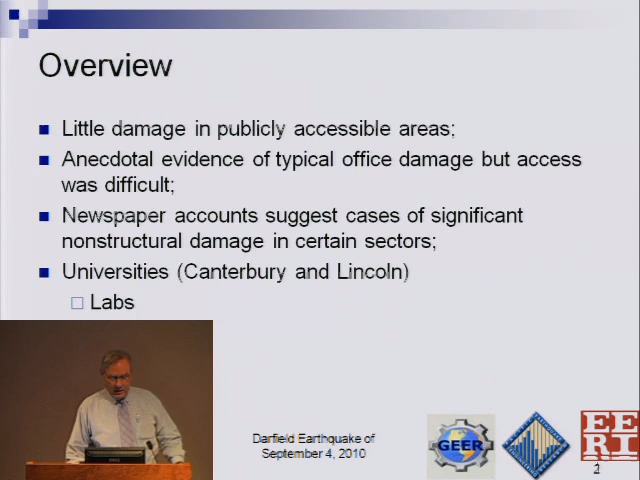 Overview
Little damage in publicly accessible areas;
Anecdotal evidence of typical office damage but access
was difficult;
Newspaper accounts suggest cases of significant
nonstructural damage in certain sectors;
Universities (Canterbury and Lincoln)
Labs
Darfield Earthquake of
September 4, 2010
GEER
EE
RI